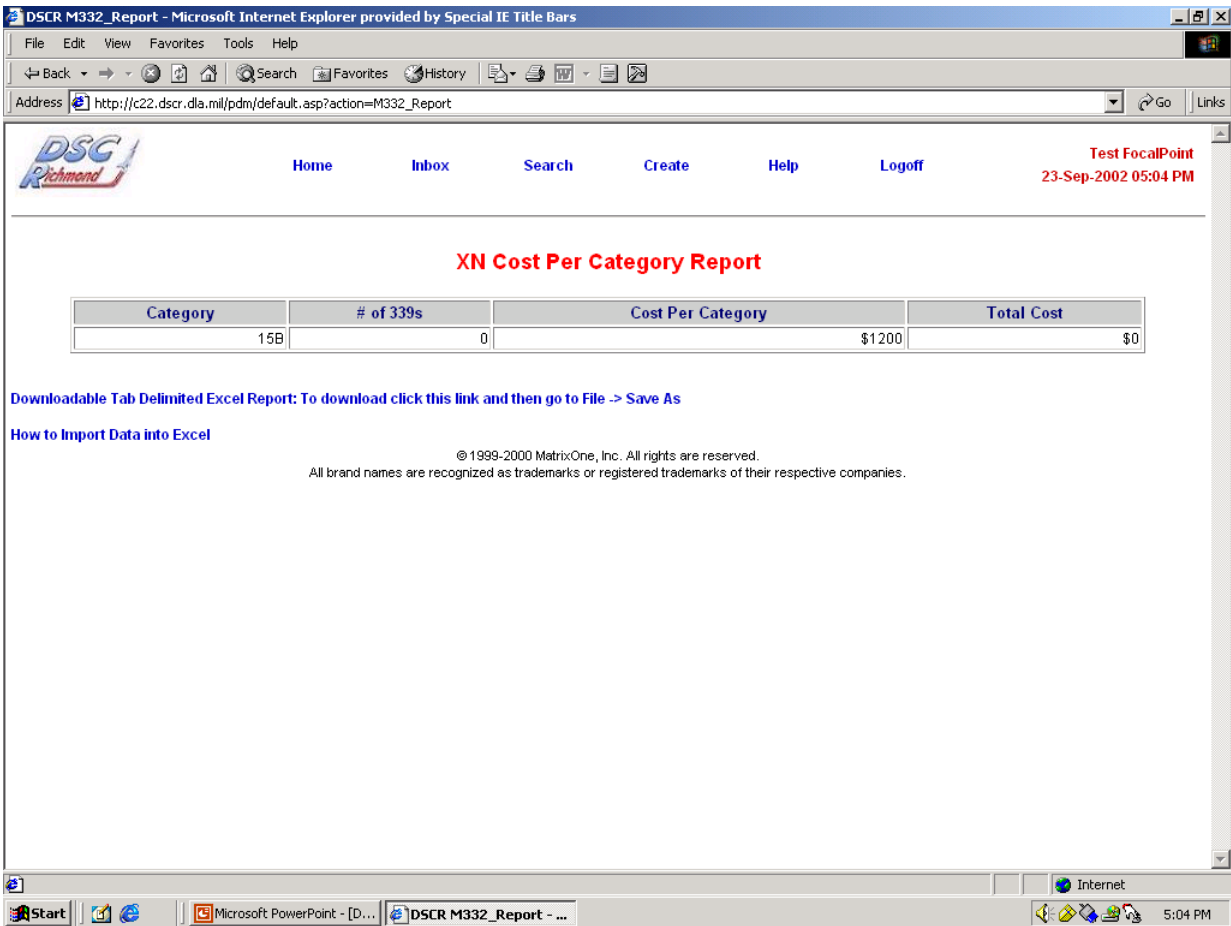 DSCR M332_Report - Microsoft Internet Explorer provided by Special IE Title Bars
File Edit View Favorites Tools Help
Back Search Favorites History
Address http://c22.dscr.dla.mil/pdm/default.asp?action=M332_Report Go Links
DSC Richmond
Home Inbox Search Create Help Logoff
Test FocalPoint
23-Sep-2002 05:04 PM
XN Cost Per Category Report
Category # of 339s Cost Per Category Total Cost
15B 0 $1200 $0
Downloadable Tab Delimited Excel Report: To download click this link and then go to File -> Save As
How to Import Data into Excel
© 1999-2000 MatrixOne, Inc. All rights are reserved.
All brand names are recognized as trademarks or registered trademarks of their respective companies.
Internet
Start Microsoft PowerPoint - [D... DSCR M332_Report - ... 5:04 PM